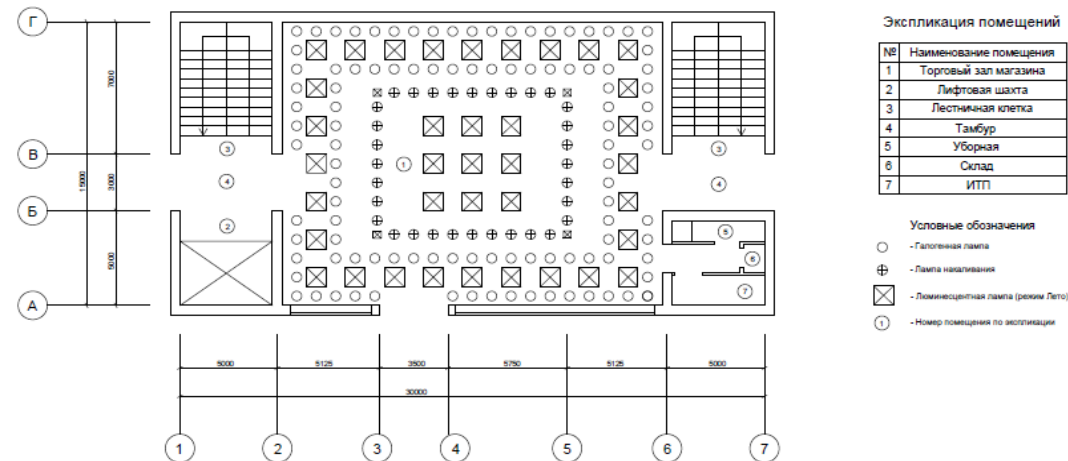 Экспликация помещений
№ Наименование помещения
1 Торговый зал магазина
2 Лифтовая шахта
3 Лестничная клетка
4 Тамбур
5 Уборная
6 Склад
7 ИТП
Условные обозначения
- Галогенная лампа
- Лампа накаливания
- Люминесцентная лампа (режим Лето)
1 - Номер помещения по экспликации
Г
7000
3 3
В
1
15000
3000
4 4
Б
2
5
5000
6
7
А
5000 5125 3500 5750 5125 5000
30000
1 2 3 4 5 6 7